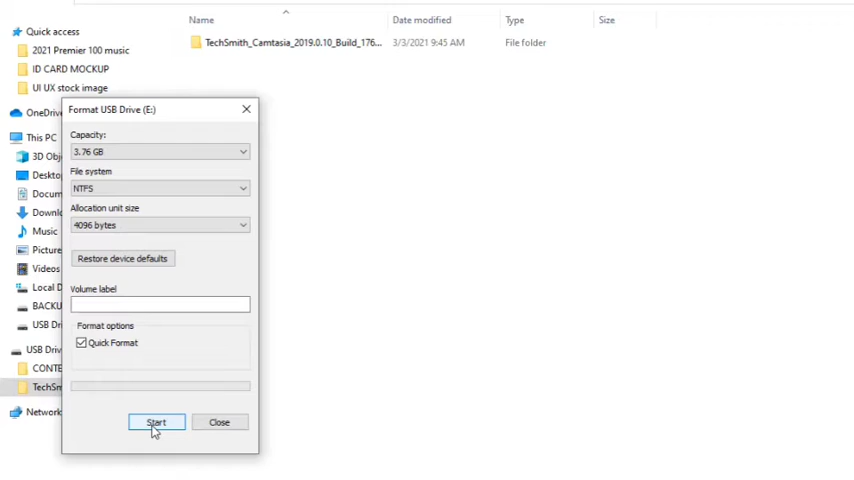 Name Date modified Type Size
TechSmith_Camtasia_2019.0.10_Build_176... 3/3/2021 9:45 AM File folder
Quick access
2021 Premier 100 music
ID CARD MOCKUP
UI UX stock image
OneDrive
This PC
3D Obj
Deskto
Docum
Downlo
Music
Picture
Videos
Local D
BACKU
USB Dri
USB Driv
CONTE
TechSm
Network
Format USB Drive (E:)
Capacity:
3.76 GB
File system
NTFS
Allocation unit size
4096 bytes
Restore device defaults
Volume label
Format options
Quick Format
Start Close